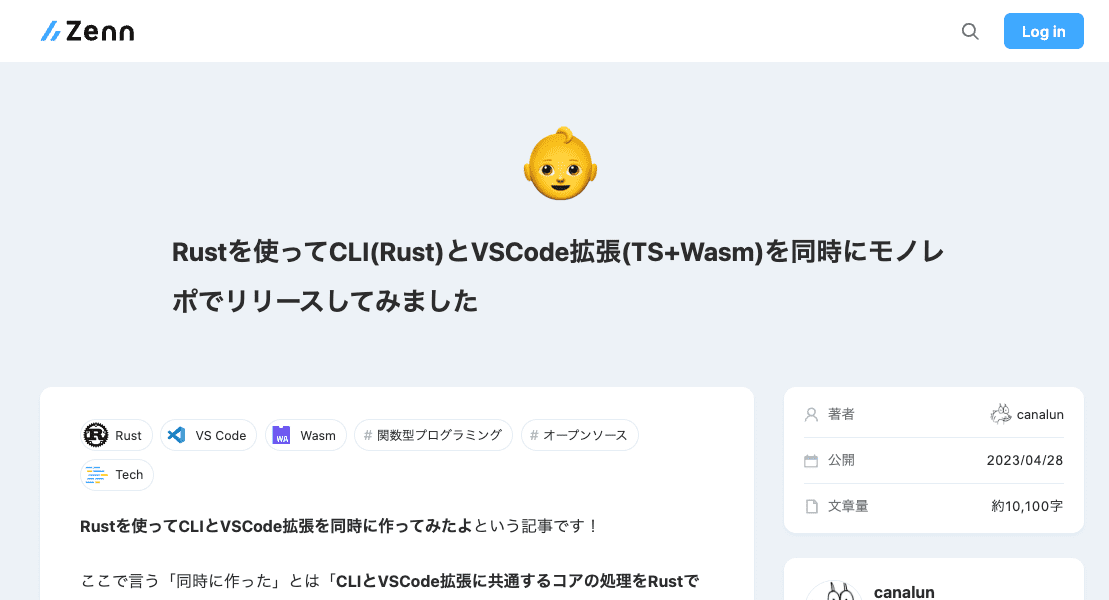 Zenn
Log in
Rustを使ってCLI(Rust)とVSCode拡張(TS+Wasm)を同時にモノレ
ポでリリースしてみました
Rust
VS Code
WA
Wasm
# 関数型プログラミング
# オープンソース
Tech
Rustを使ってCLIとVSCode拡張を同時に作ってみたよという記事です！
ここで言う「同時に作った」とは「CLIとVSCode拡張に共通するコアの処理をRustで
著者
canalun
公開
2023/04/28
文章量
約10,100字
canalun